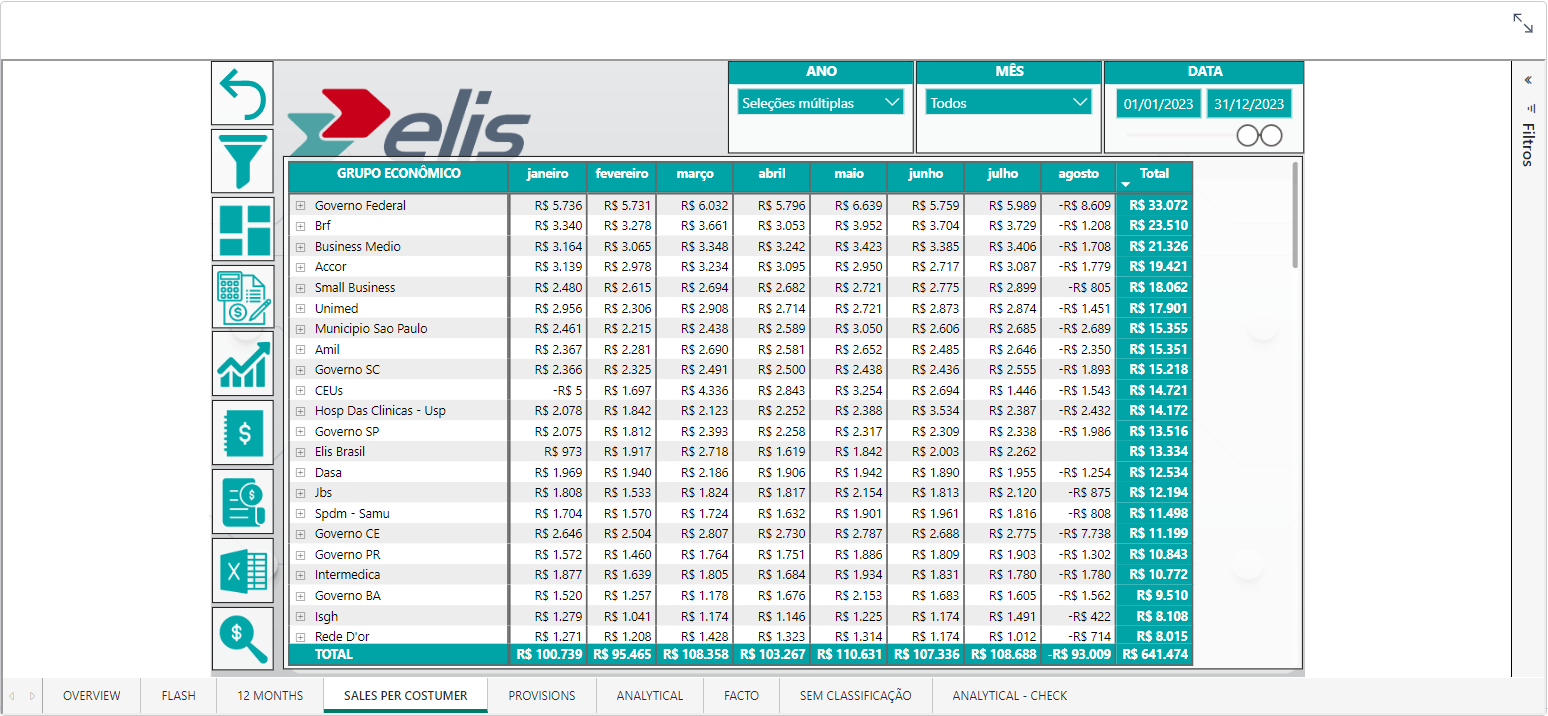 ANO MÊS DATA
Seleções múltiplas Todos 01/01/2023 31/12/2023
elis
Filtros
GRUPO ECONÔMICO janeiro fevereiro março abril maio junho julho agosto Total
Governo Federal R$ 5.736 R$ 5.731 R$ 6.032 R$ 5.796 R$ 6.639 R$ 5.759 R$ 5.989 -R$ 8.609 R$ 33.072
Brf R$ 3.340 R$ 3.278 R$ 3.661 R$ 3.053 R$ 3.952 R$ 3.704 R$ 3.729 -R$ 1.208 R$ 23.510
Business Medio R$ 3.164 R$ 3.065 R$ 3.348 R$ 3.242 R$ 3.423 R$ 3.385 R$ 3.406 -R$ 1.708 R$ 21.326
Accor R$ 3.139 R$ 2.978 R$ 3.234 R$ 3.095 R$ 2.950 R$ 2.717 R$ 3.087 -R$ 1.779 R$ 19.421
Small Business R$ 2.480 R$ 2.615 R$ 2.694 R$ 2.682 R$ 2.721 R$ 2.775 R$ 2.899 -R$ 805 R$ 18.062
Unimed R$ 2.956 R$ 2.306 R$ 2.908 R$ 2.714 R$ 2.721 R$ 2.873 R$ 2.874 -R$ 1.451 R$ 17.901
Municipio Sao Paulo R$ 2.461 R$ 2.215 R$ 2.438 R$ 2.589 R$ 3.050 R$ 2.606 R$ 2.685 -R$ 2.689 R$ 15.355
Amil R$ 2.367 R$ 2.281 R$ 2.690 R$ 2.581 R$ 2.652 R$ 2.485 R$ 2.646 -R$ 2.350 R$ 15.351
Governo SC R$ 2.366 R$ 2.325 R$ 2.491 R$ 2.500 R$ 2.438 R$ 2.436 R$ 2.555 -R$ 1.893 R$ 15.218
CEUs -R$ 5 R$ 1.697 R$ 4.336 R$ 2.843 R$ 3.254 R$ 2.694 R$ 1.446 -R$ 1.543 R$ 14.721
Hosp Das Clinicas - Usp R$ 2.078 R$ 1.842 R$ 2.123 R$ 2.252 R$ 2.388 R$ 3.534 R$ 2.387 -R$ 2.432 R$ 14.172
Governo SP R$ 2.075 R$ 1.812 R$ 2.393 R$ 2.258 R$ 2.317 R$ 2.309 R$ 2.338 -R$ 1.986 R$ 13.516
Elis Brasil R$ 973 R$ 1.917 R$ 2.718 R$ 1.619 R$ 1.842 R$ 2.003 R$ 2.262 R$ 13.334
Dasa R$ 1.969 R$ 1.940 R$ 2.186 R$ 1.906 R$ 1.942 R$ 1.890 R$ 1.955 -R$ 1.254 R$ 12.534
Jbs R$ 1.808 R$ 1.533 R$ 1.824 R$ 1.817 R$ 2.154 R$ 1.813 R$ 2.120 -R$ 875 R$ 12.194
Spdm - Samu R$ 1.704 R$ 1.570 R$ 1.724 R$ 1.632 R$ 1.901 R$ 1.961 R$ 1.816 -R$ 808 R$ 11.498
Governo CE R$ 2.646 R$ 2.504 R$ 2.807 R$ 2.730 R$ 2.787 R$ 2.688 R$ 2.775 -R$ 7.738 R$ 11.199
Governo PR R$ 1.572 R$ 1.460 R$ 1.764 R$ 1.751 R$ 1.886 R$ 1.809 R$ 1.903 -R$ 1.302 R$ 10.843
Intermedica R$ 1.877 R$ 1.639 R$ 1.805 R$ 1.684 R$ 1.934 R$ 1.831 R$ 1.780 -R$ 1.780 R$ 10.772
Governo BA R$ 1.520 R$ 1.257 R$ 1.178 R$ 1.676 R$ 2.153 R$ 1.683 R$ 1.605 -R$ 1.562 R$ 9.510
Isgh R$ 1.279 R$ 1.041 R$ 1.174 R$ 1.146 R$ 1.225 R$ 1.174 R$ 1.491 -R$ 422 R$ 8.108
Rede D'or R$ 1.271 R$ 1.208 R$ 1.428 R$ 1.323 R$ 1.314 R$ 1.174 R$ 1.012 -R$ 714 R$ 8.015
TOTAL R$ 100.739 R$ 95.465 R$ 108.358 R$ 103.267 R$ 110.631 R$ 107.336 R$ 108.688 -R$ 93.009 R$ 641.474
OVERVIEW FLASH 12 MONTHS SALES PER COSTUMER PROVISIONS ANALYTICAL FACTO SEM CLASSIFICAÇÃO ANALYTICAL - CHECK